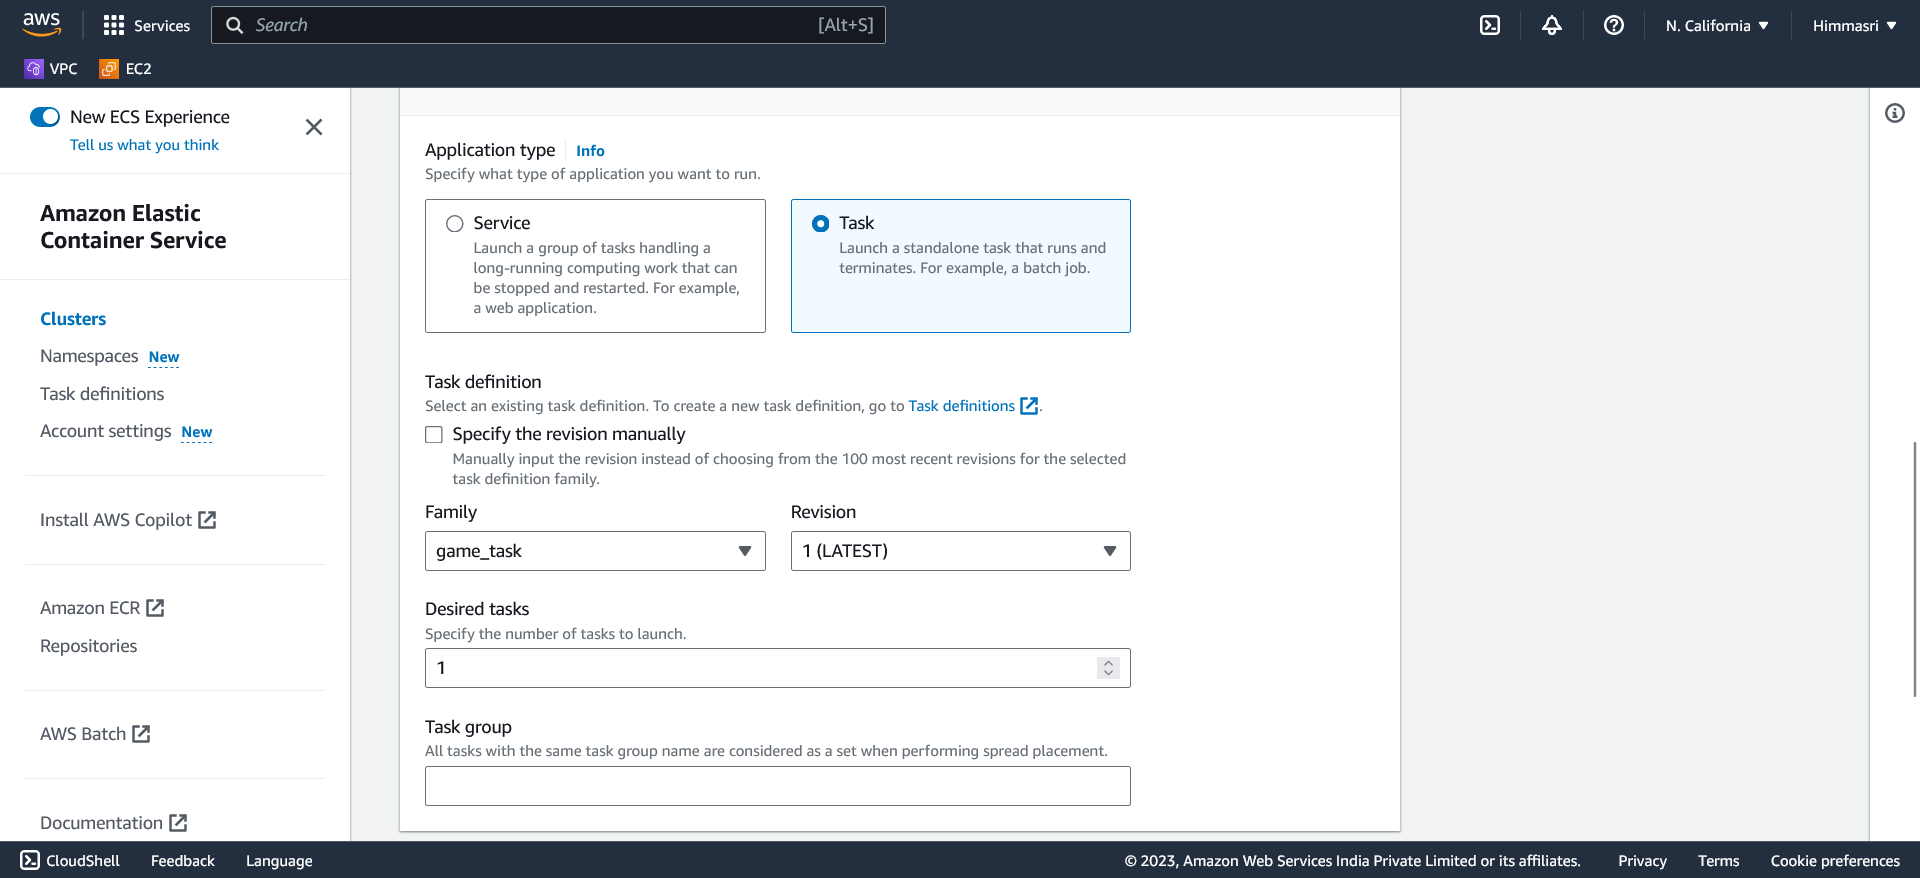 aws
Services
Search
[Alt+S]
N. California
Himmasri
VPC
EC2
New ECS Experience
Tell us what you think
Amazon Elastic
Container Service
Clusters
Namespaces New
Task definitions
Account settings New
Install AWS Copilot
Amazon ECR
Repositories
AWS Batch
Documentation
Application type Info
Specify what type of application you want to run.
Service
Launch a group of tasks handling a
long-running computing work that can
be stopped and restarted. For example,
a web application.
Task
Launch a standalone task that runs and
terminates. For example, a batch job.
Task definition
Select an existing task definition. To create a new task definition, go to Task definitions.
Specify the revision manually
Manually input the revision instead of choosing from the 100 most recent revisions for the selected
task definition family.
Family
game_task
Revision
1 (LATEST)
Desired tasks
Specify the number of tasks to launch.
1
Task group
All tasks with the same task group name are considered as a set when performing spread placement.
CloudShell
Feedback
Language
© 2023, Amazon Web Services India Private Limited or its affiliates.
Privacy
Terms
Cookie preferences